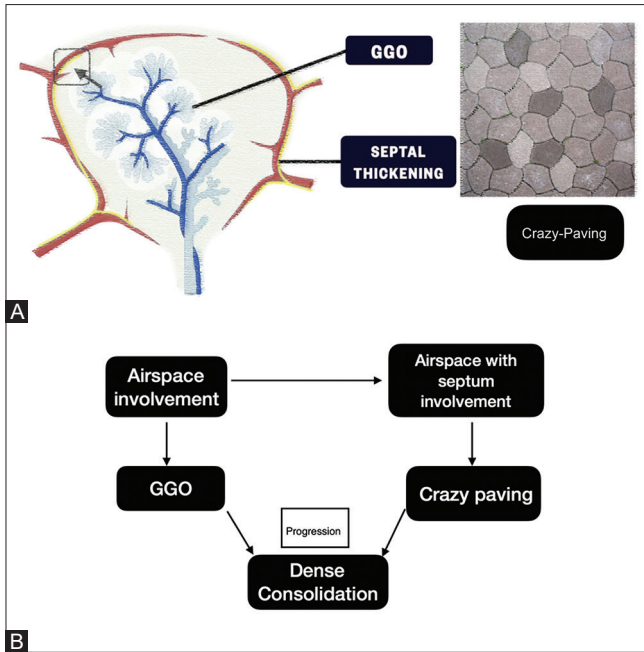 GGO
SEPTAL
THICKENING
Crazy-Paving
A
Airspace
involvement
Airspace with
septum
involvement
GGO
Crazy paving
Progression
Dense
Consolidation
B